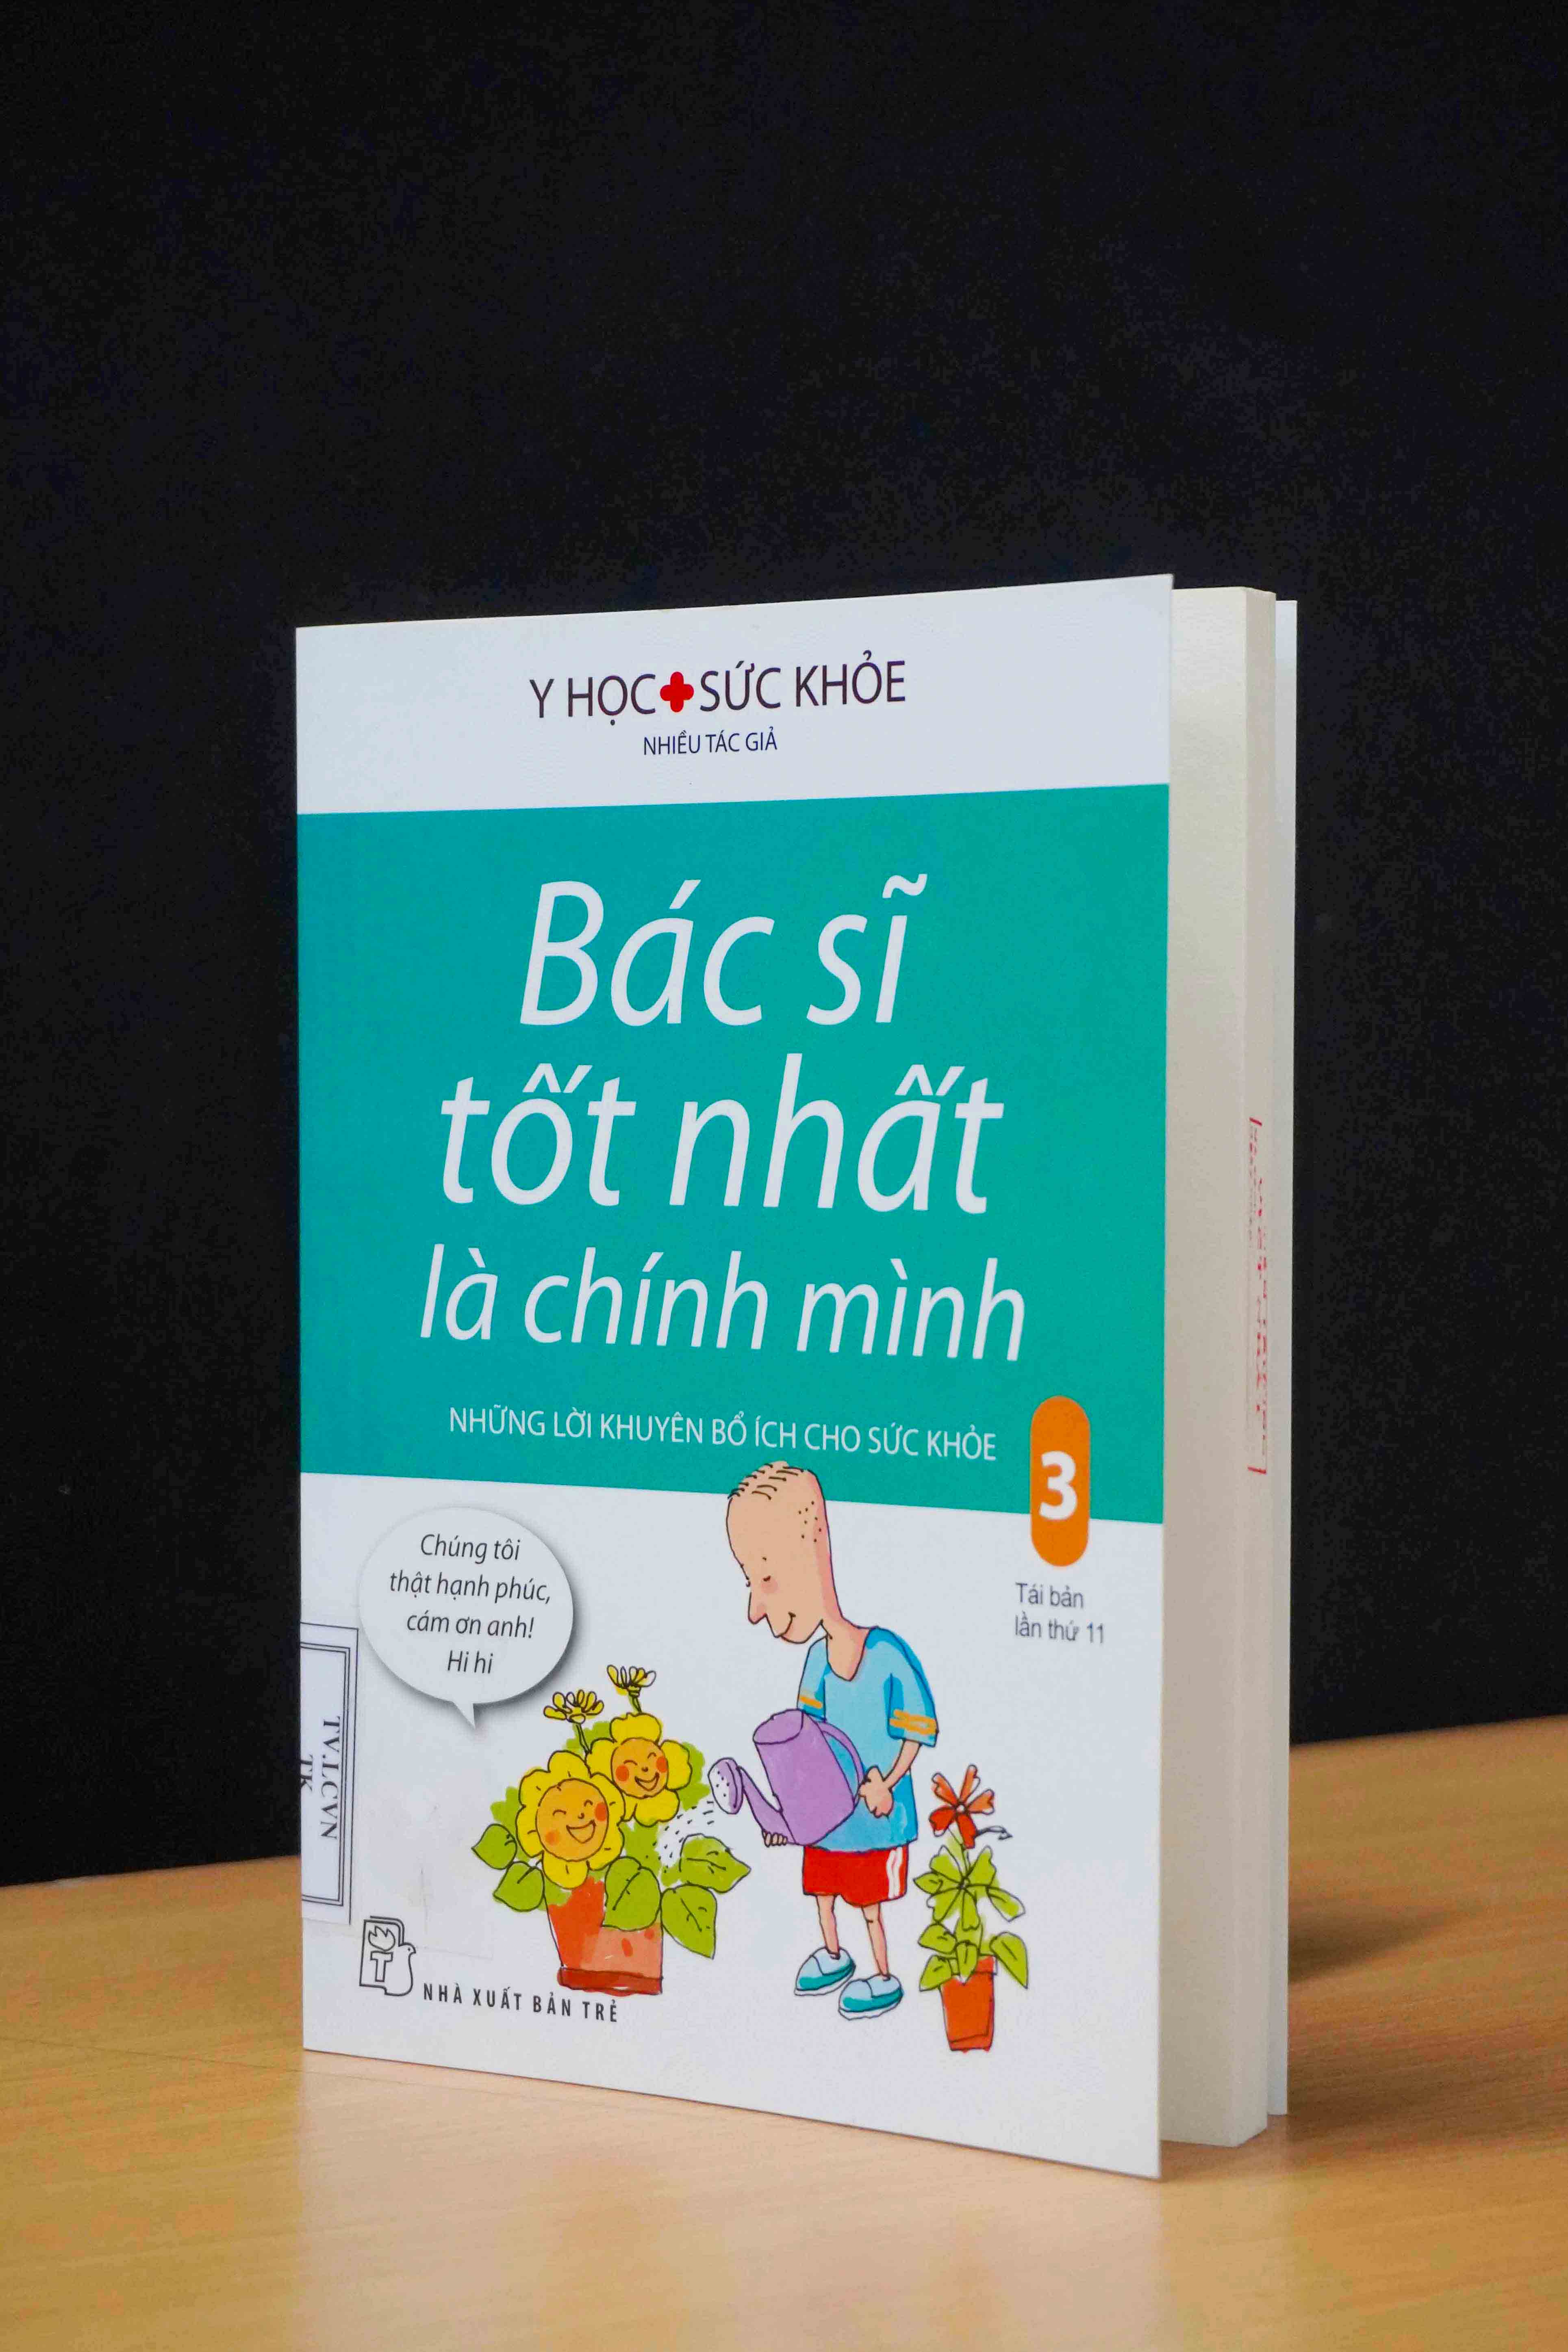 Y HỌC SỨC KHỎE
NHIỀU TÁC GIẢ
Bác sĩ
tốt nhất
là chính mình
NHỮNG LỜI KHUYÊN BỔ ÍCH CHO SỨC KHỎE
3
Tái bản
lần thứ 11
Chúng tôi
thật hạnh phúc,
cám ơn anh!
Hi hi
TV.LCVN
TK
T
NHÀ XUẤT BẢN TRẺ